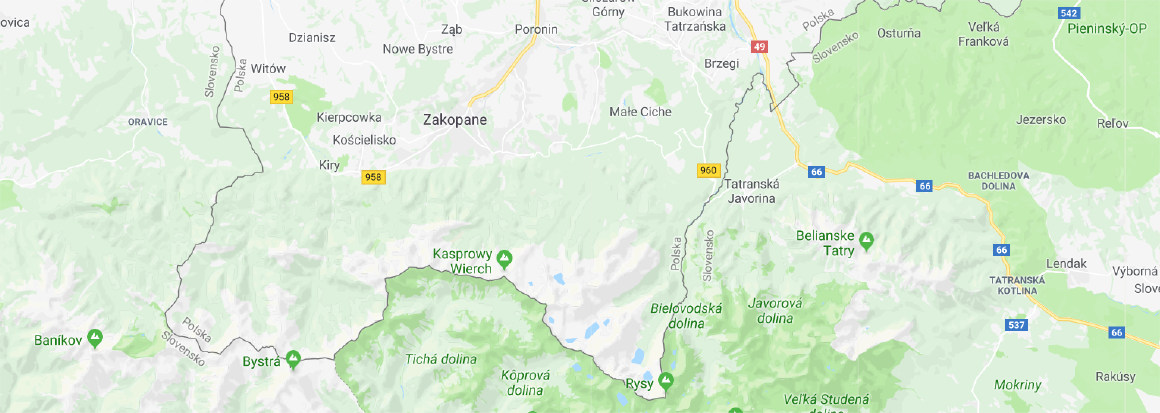 Gliczarów
Górny
Bukowina
Tatrzańska
Polska
Slovensko
542
Pieninský-OP
ovica
Dzianisz
Ząb
Poronin
Nowe Bystre
49
Osturňa
Veľká
Franková
Slovensko
Polska
Witów
Brzegi
958
ORAVICE
Kierpcowka
Zakopane
Małe Ciche
Jezersko
Reľov
Kościelisko
Kiry
958
960
66
66
BACHLEDOVA
DOLINA
Tatranská
Javorina
Kasprowy
Wierch
Polska
Slovensko
Belianske
Tatry
66
Lendak
TATRANSKÁ
KOTLINA
Výborná
Slove
Bielovodská
dolina
Javorová
dolina
537
66
Polska
Slovensko
Baníkov
Bystrá
Tichá dolina
Kôprová
dolina
Rysy
Mokriny
Rakúsy
Veľká Studená
dolina